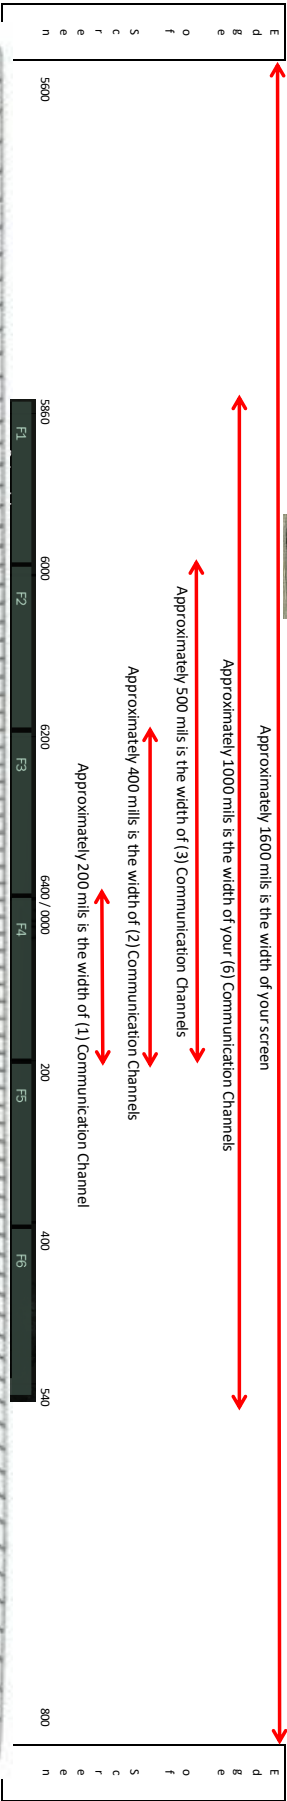 Edge of Screen
Approximately 1600 mils is the width of your screen
Approximately 1000 mils is the width of your (6) Communication Channels
Approximately 500 mils is the width of (3) Communication Channels
Approximately 400 mills is the width of (2) Communication Channels
Approximately 200 mils is the width of (1) Communication Channel
5600 5860 6000 6200 6400 / 0000 200 400 540 800
F1 F2 F3 F4 F5 F6
Edge of Screen